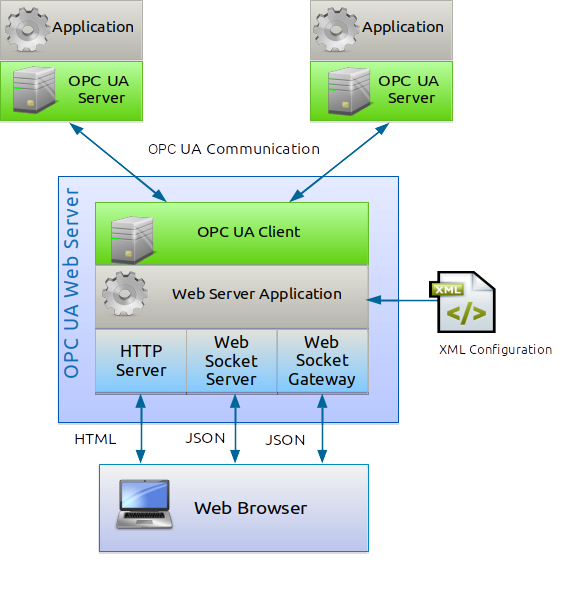 Application
OPC UA
Server
Application
OPC UA
Server
OPC UA Communication
OPC UA Web Server
OPC UA Client
Web Server Application
HTTP
Server
Web
Socket
Server
Web
Socket
Gateway
XML
</>
XML Configuration
HTML
JSON
JSON
Web Browser